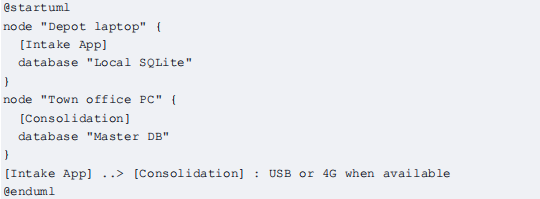 @startuml
node "Depot laptop" {
  [Intake App]
  database "Local SQLite"
}
node "Town office PC" {
  [Consolidation]
  database "Master DB"
}
[Intake App] ..> [Consolidation] : USB or 4G when available
@enduml